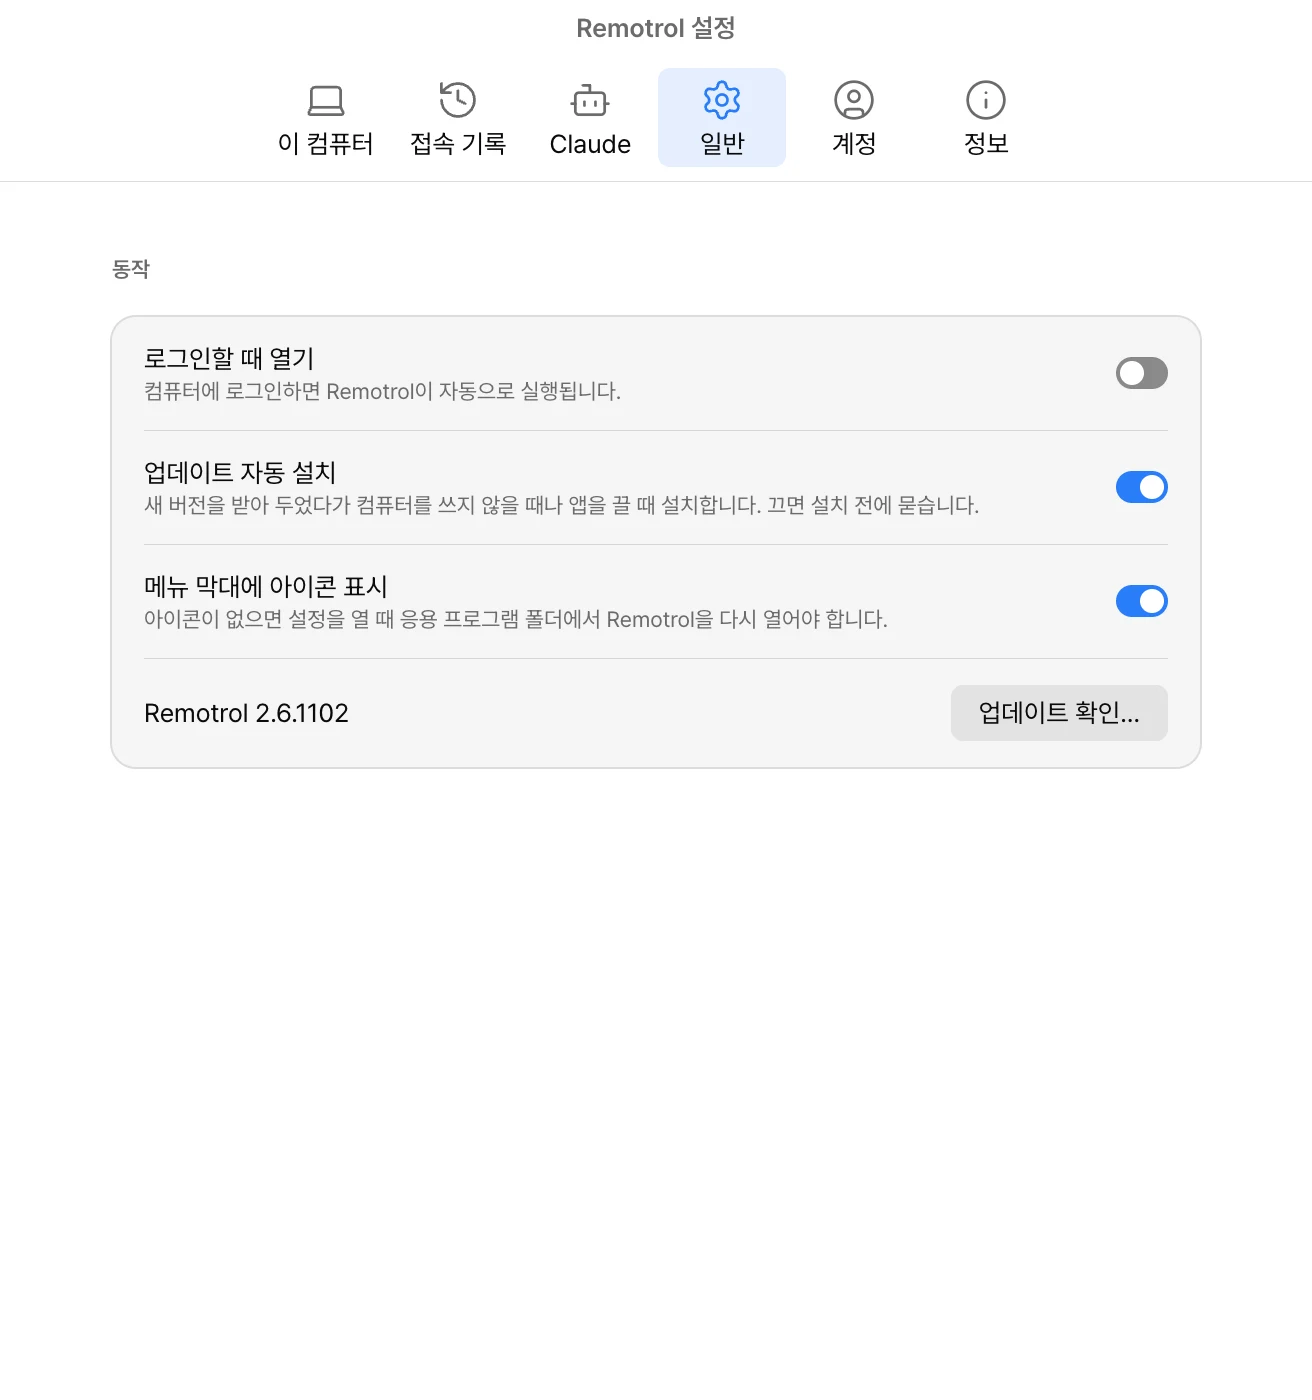 Remotrol 설정
이 컴퓨터
접속 기록
Claude
일반
계정
정보
동작
로그인할 때 열기
컴퓨터에 로그인하면 Remotrol이 자동으로 실행됩니다.
업데이트 자동 설치
새 버전을 받아 두었다가 컴퓨터를 쓰지 않을 때나 앱을 끌 때 설치합니다. 끄면 설치 전에 묻습니다.
메뉴 막대에 아이콘 표시
아이콘이 없으면 설정을 열 때 응용 프로그램 폴더에서 Remotrol을 다시 열어야 합니다.
Remotrol 2.6.1102
업데이트 확인...